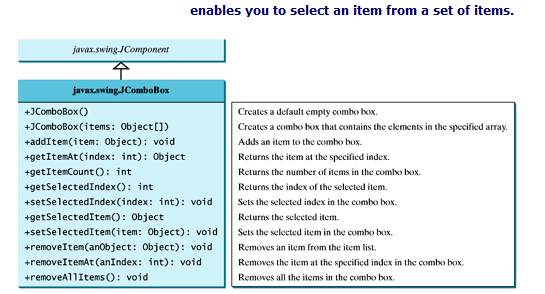 enables you to select an item from a set of items.
javax.swing.JComponent
javax.swing.JComboBox
+JComboBox() Creates a default empty combo box.
+JComboBox(items: Object[]) Creates a combo box that contains the elements in the specified array.
+addItem(item: Object): void Adds an item to the combo box.
+getItemAt(index: int): Object Returns the item at the specified index.
+getItemCount(): int Returns the number of items in the combo box.
+getSelectedIndex(): int Returns the index of the selected item.
+setSelectedIndex(index: int): void Sets the selected index in the combo box.
+getSelectedItem(): Object Returns the selected item.
+setSelectedItem(item: Object): void Sets the selected item in the combo box.
+removeItem(anObject: Object): void Removes an item from the item list.
+removeItemAt(anIndex: int): void Removes the item at the specified index in the combo box.
+removeAllItems(): void Removes all the items in the combo box.